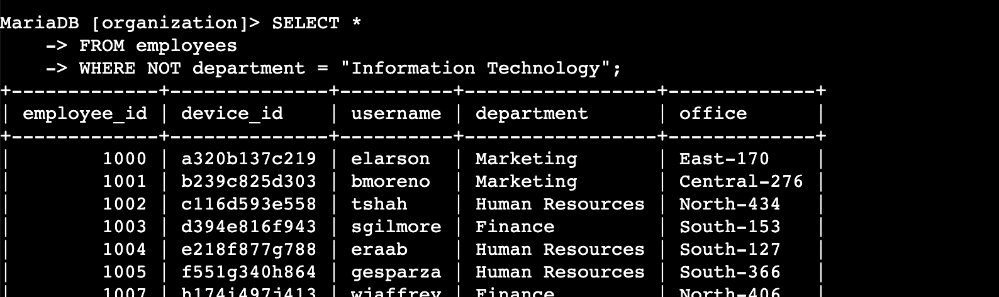 MariaDB [organization]> SELECT *
    -> FROM employees
    -> WHERE NOT department = "Information Technology";
+-------------+--------------+----------+-----------------+-------------+
| employee_id | device_id    | username | department      | office      |
+-------------+--------------+----------+-----------------+-------------+
|        1000 | a320b137c219 | elarson  | Marketing       | East-170    |
|        1001 | b239c825d303 | bmoreno  | Marketing       | Central-276 |
|        1002 | c116d593e558 | tshah    | Human Resources | North-434   |
|        1003 | d394e816f943 | sgilmore | Finance         | South-153   |
|        1004 | e218f877g788 | eraab    | Human Resources | South-127   |
|        1005 | f551g340h864 | gesparza | Human Resources | South-366   |
|        1007 | h174i497j413 | wjaffrey | Finance         | North-406   |